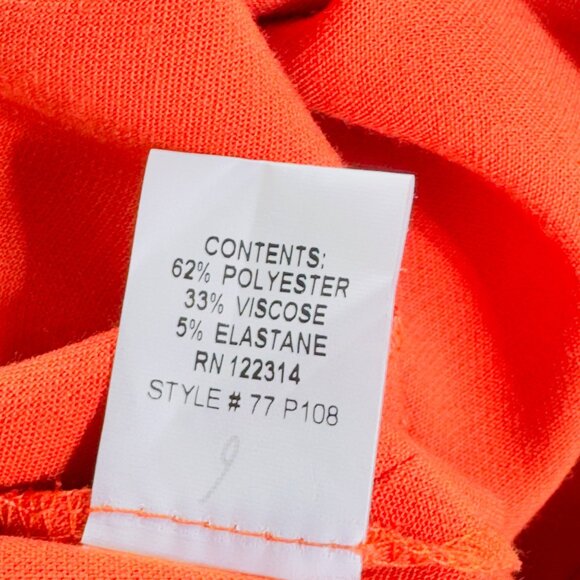 CONTENTS:
62% POLYESTER
33% VISCOSE
5% ELASTANE
RN 122314
STYLE # 77 P108
9